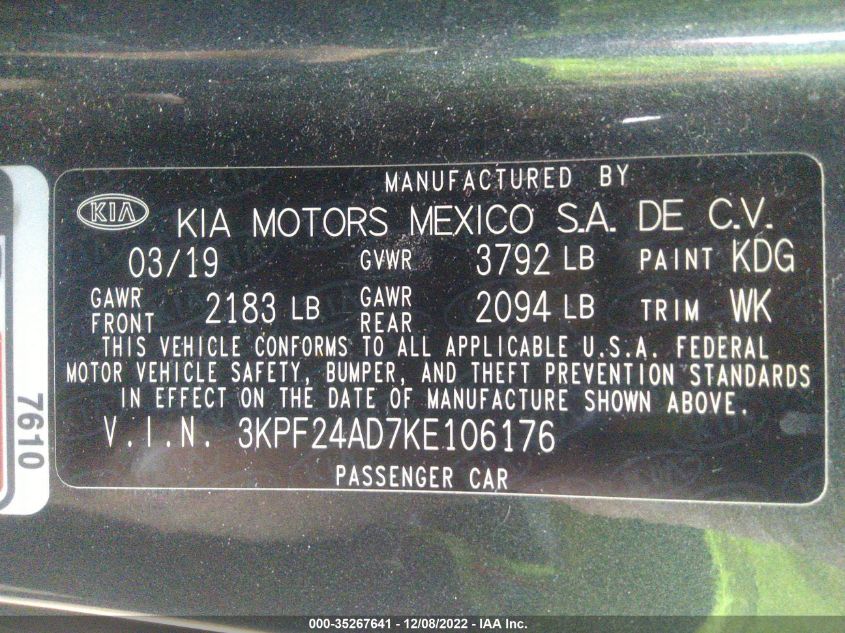 MANUFACTURED BY
KIA KIA MOTORS MEXICO S.A. DE C.V.
03/19 GVWR 3792 LB PAINT KDG
GAWR FRONT 2183 LB GAWR REAR 2094 LB TRIM WK
THIS VEHICLE CONFORMS TO ALL APPLICABLE U.S.A. FEDERAL
MOTOR VEHICLE SAFETY, BUMPER, AND THEFT PREVENTION STANDARDS
IN EFFECT ON THE DATE OF MANUFACTURE SHOWN ABOVE.
V.I.N. 3KPF24AD7KE106176
PASSENGER CAR
7610
000-35267641 - 12/08/2022 - IAA Inc.